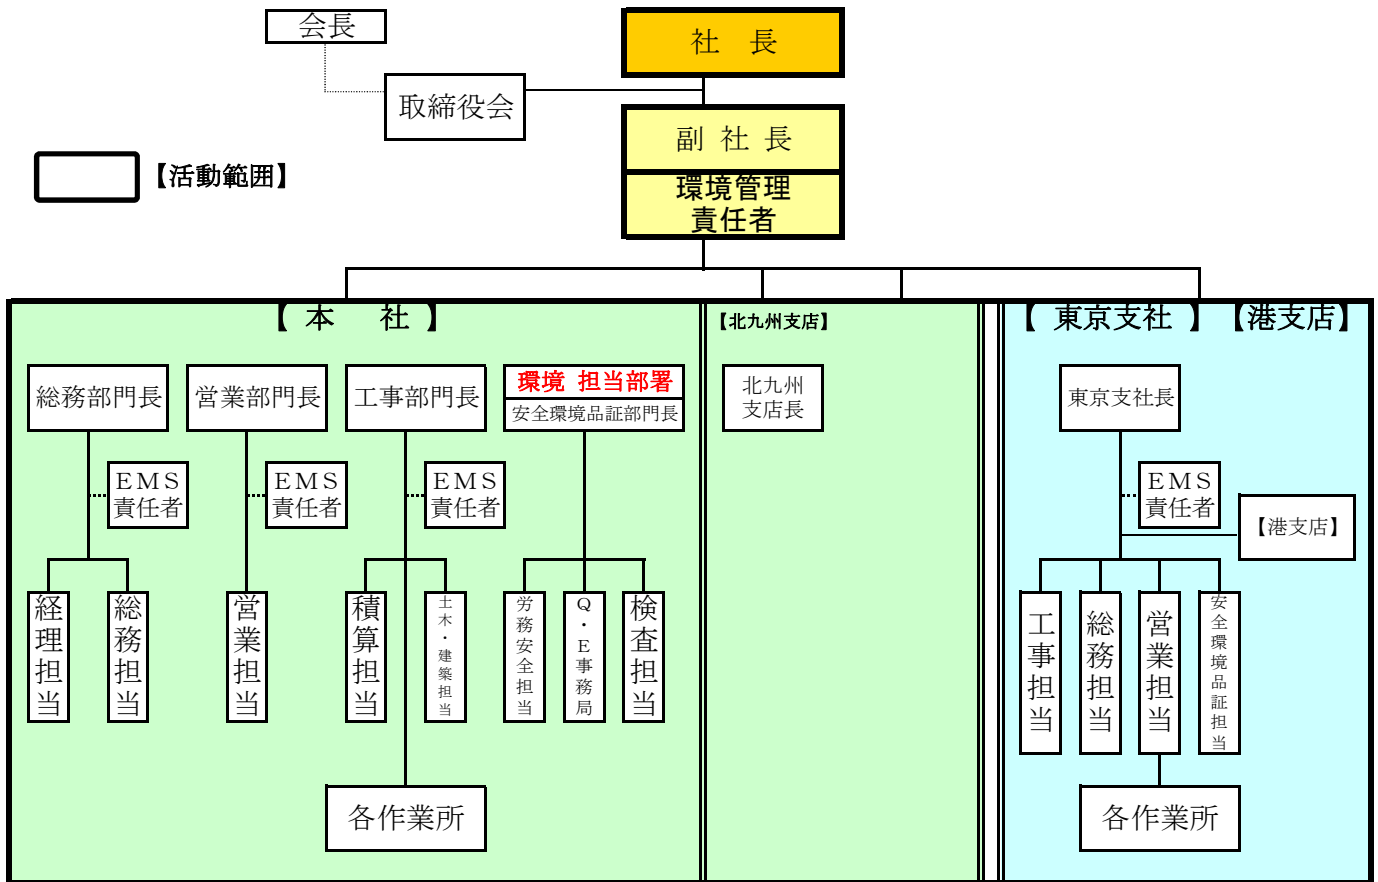 会長
社　長
取締役会
副 社 長
環境管理
責任者
【活動範囲】
【 本　社 】
【北九州支店】
【 東京支社 】【港支店】
総務部門長
営業部門長
工事部門長
環境 担当部署
安全環境品証部門長
北九州
支店長
東京支社長
ＥＭＳ
責任者
ＥＭＳ
責任者
ＥＭＳ
責任者
ＥＭＳ
責任者
【港支店】
経理担当
総務担当
営業担当
積算担当
土木・建築担当
労務安全担当
Ｑ・Ｅ事務局
検査担当
工事担当
総務担当
営業担当
安全環境品証担当
各作業所
各作業所